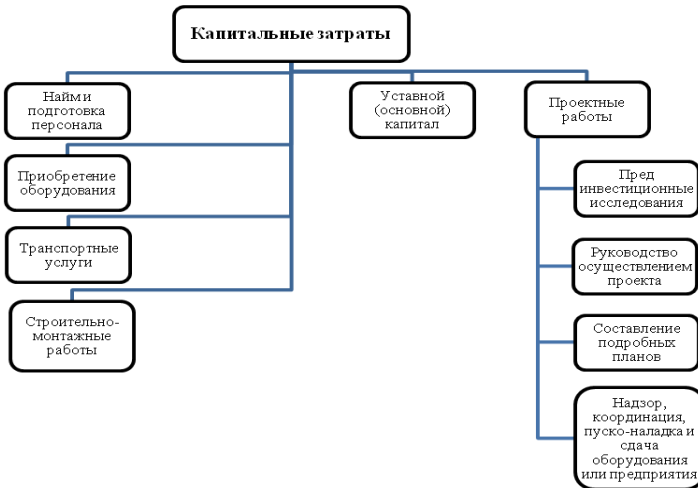 Капитальные затраты
Найм и
подготовка
персонала
Приобретение
оборудования
Транспортные
услуги
Строительно-
монтажные
работы
Уставной
(основной)
капитал
Проектные
работы
Пред
инвестиционные
исследования
Руководство
осуществлением
проекта
Составление
подробных
планов
Надзор,
координация,
пуско-наладка и
сдача
оборудования
или предприятия